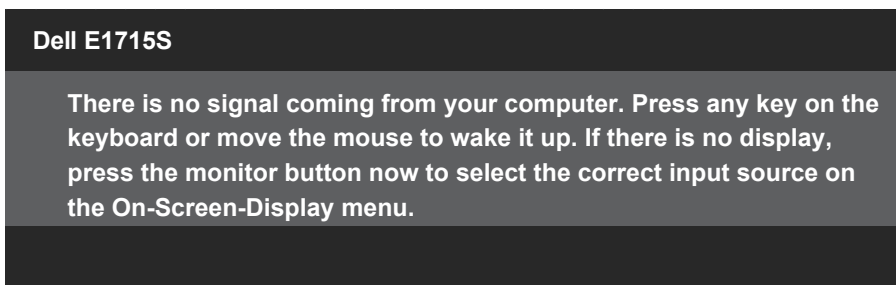 Dell E1715S
There is no signal coming from your computer. Press any key on the
keyboard or move the mouse to wake it up. If there is no display,
press the monitor button now to select the correct input source on
the On-Screen-Display menu.